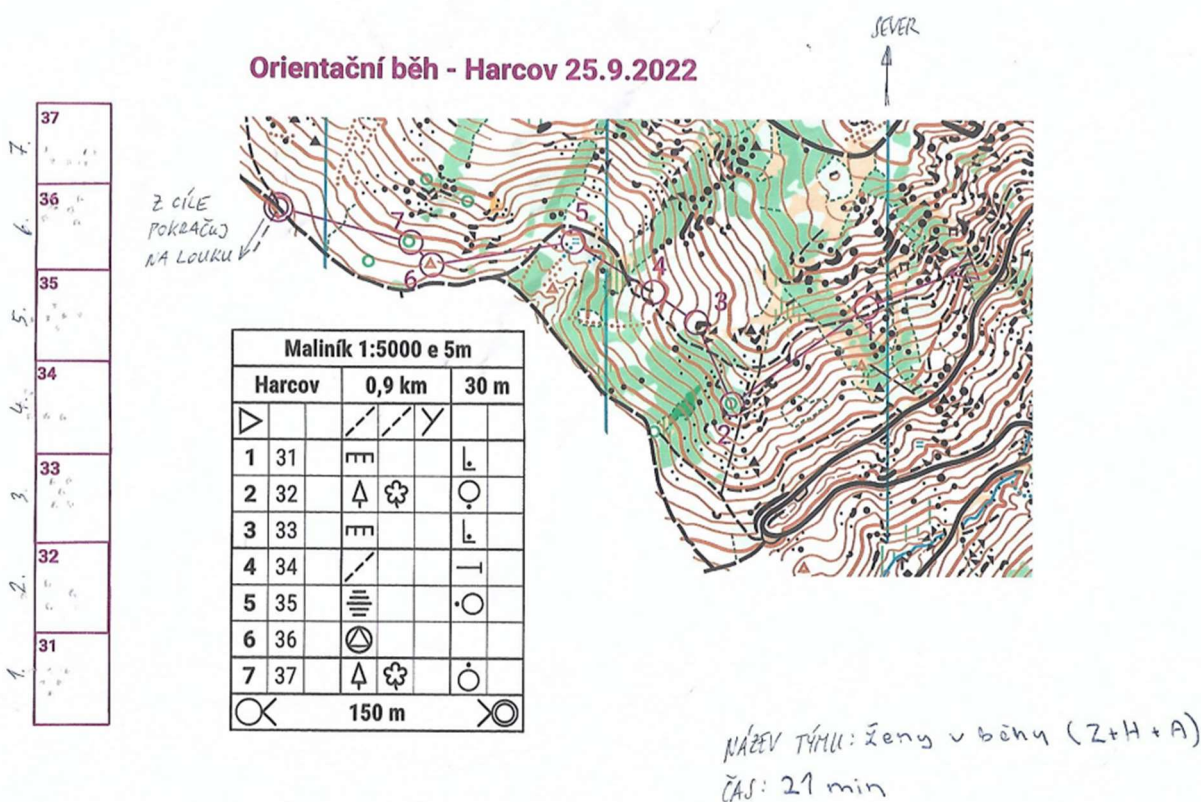 SEVER
Orientační běh - Harcov 25.9.2022
7. 37
6. 36
5. 35
4. 34
3. 33
2. 32
1. 31
Z CÍLE
POKRAČUJ
NA LOUKU
7
6
5
4
3
2
1
Maliník 1:5000 e 5m
Harcov 0,9 km 30 m
1 31
2 32
3 33
4 34
5 35
6 36
7 37
150 m
NÁZEV TÝMU: ženy v běhu (Z+H+A)
ČAS: 21 min